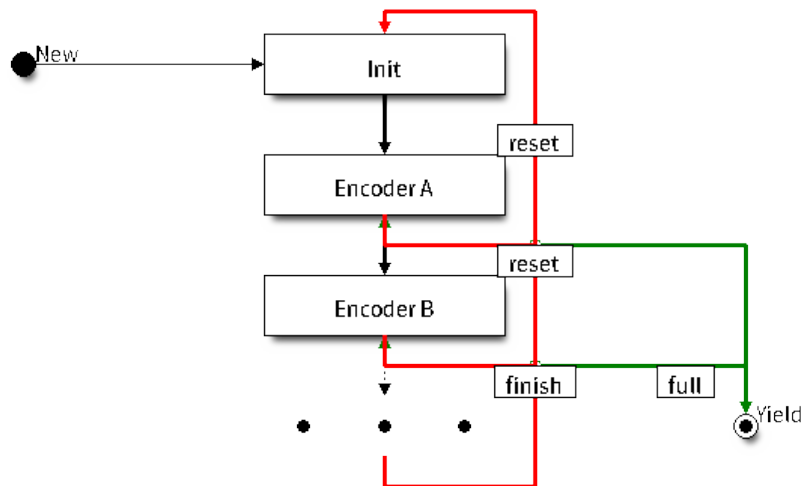 New
Init
reset
Encoder A
reset
Encoder B
finish
full
Yield